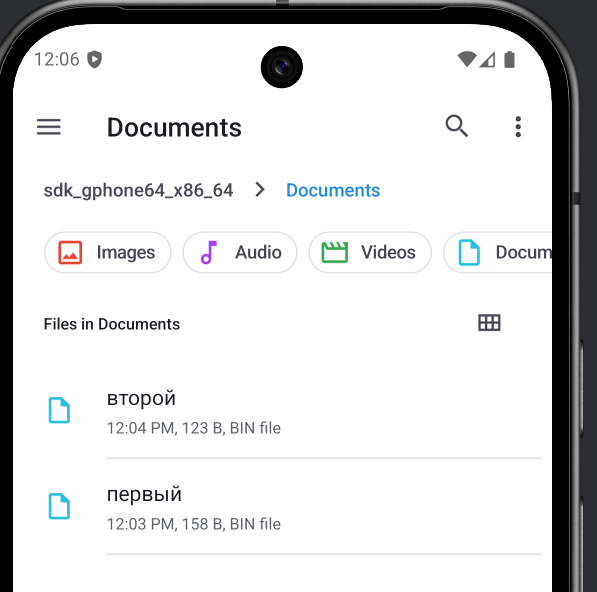 12:06
Documents
sdk_gphone64_x86_64 > Documents
Images Audio Videos Docum
Files in Documents
второй
12:04 PM, 123 B, BIN file
первый
12:03 PM, 158 B, BIN file